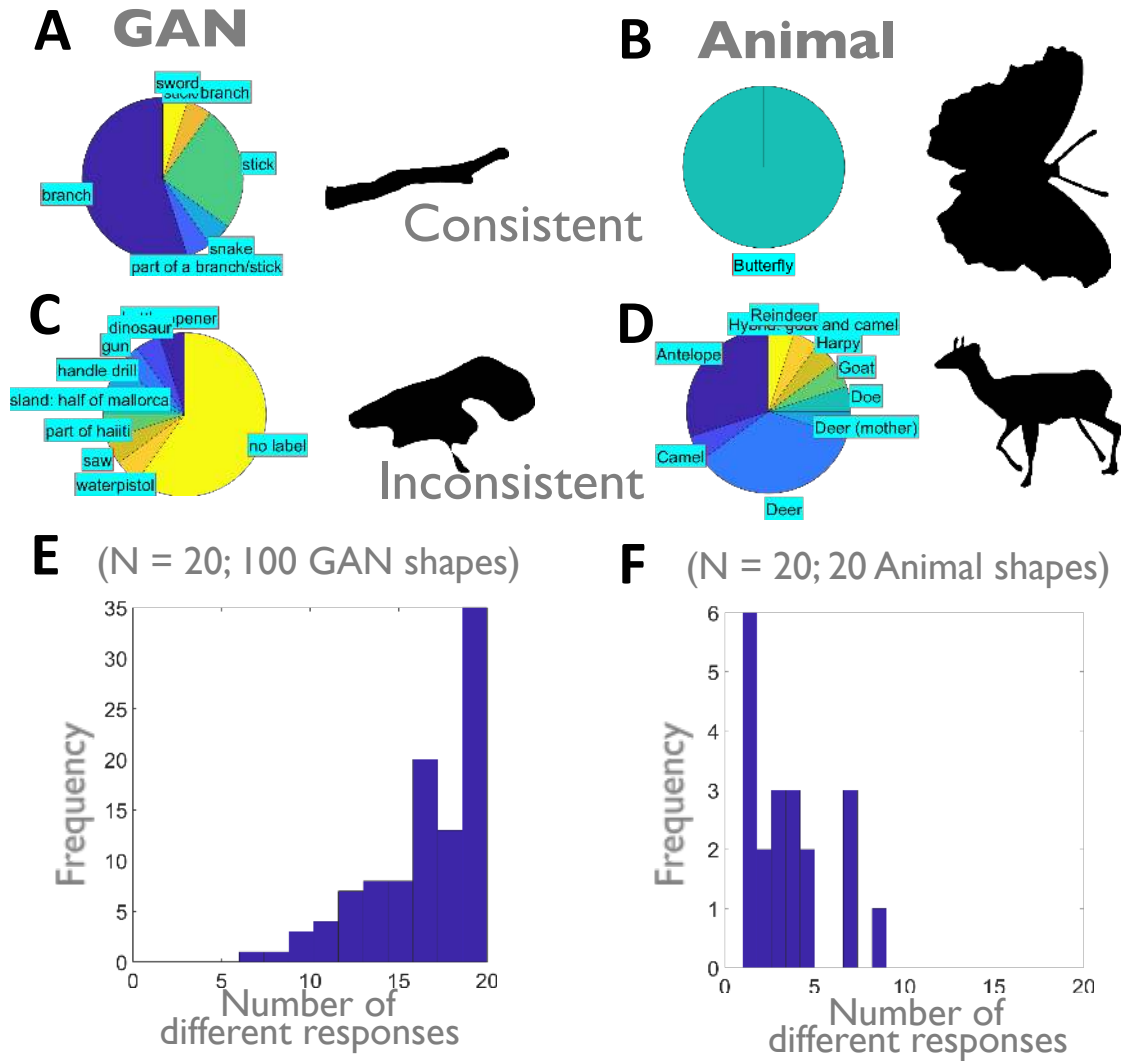 A GAN
B Animal
sword
branch
stick
branch
snake
part of a branch/stick
Consistent
Butterfly
C
opener
dinosaur
gun
handle drill
sland: half of mallorca
part of haiiti
saw
waterpistol
no label
Inconsistent
D
Reindeer
Hybrid: goat and camel
Harpy
Antelope
Goat
Doe
Deer (mother)
Camel
Deer
E (N = 20; 100 GAN shapes)
35
30
25
20
15
10
5
0
Frequency
0 5 10 15 20
Number of
different responses
F (N = 20; 20 Animal shapes)
6
5
4
3
2
1
0
Frequency
0 5 10 15 20
Number of
different responses